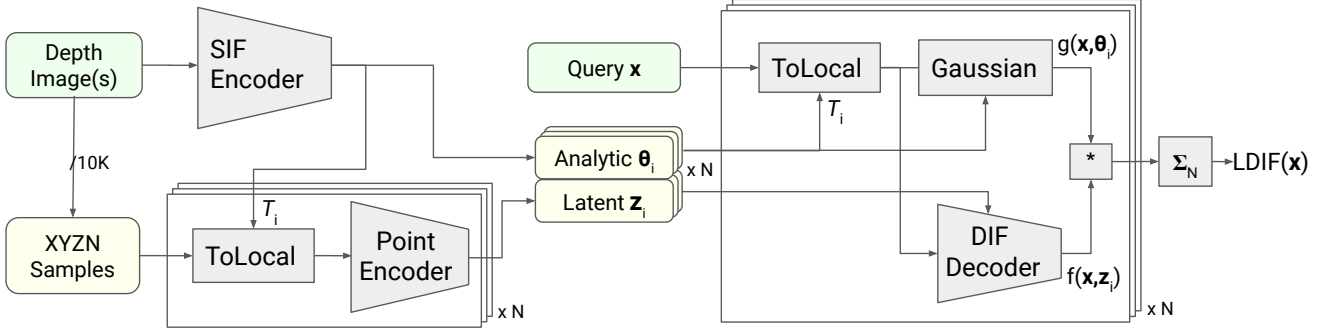 Depth
Image(s)
SIF
Encoder
/10K
XYZN
Samples
T_i
ToLocal
Point
Encoder
x N
Query x
Analytic θ_i
x N
Latent z_i
ToLocal
T_i
Gaussian
g(x,θ_i)
*
DIF
Decoder
f(x,z_i)
x N
Σ_N
LDIF(x)